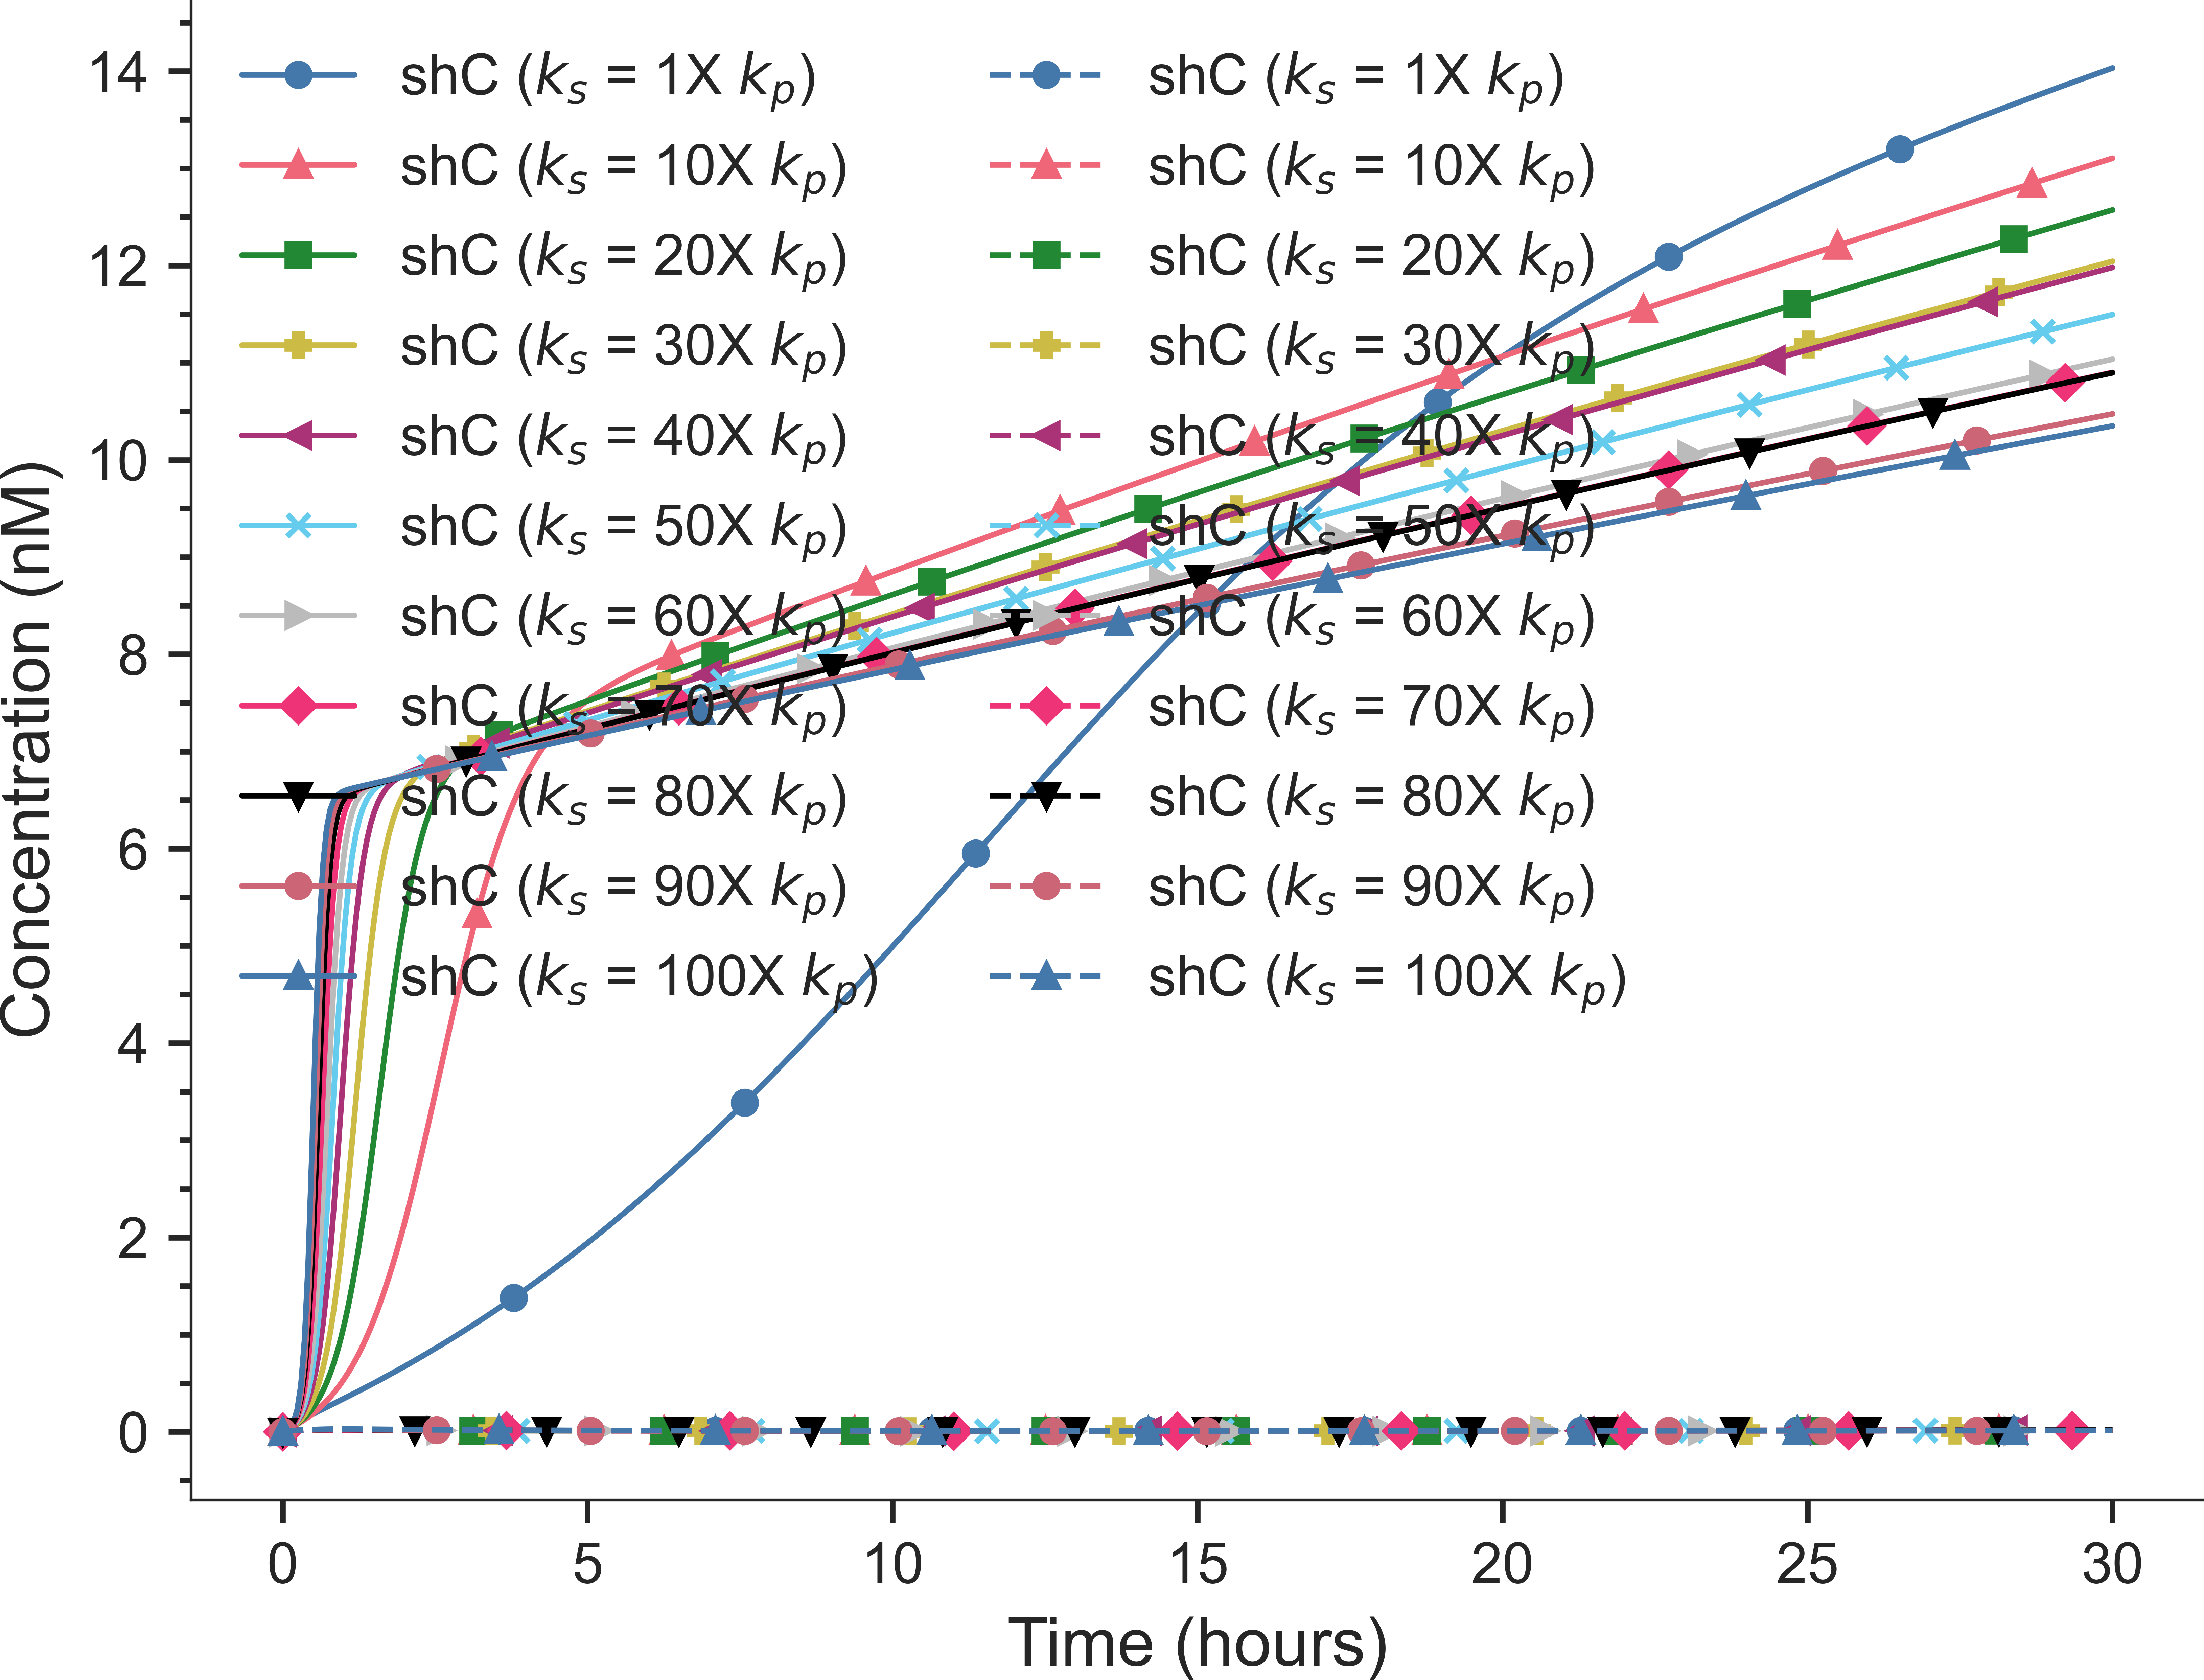 14
12
10
8
6
4
2
0
Concentration (nM)
shC (ks = 1X kp)
shC (ks = 10X kp)
shC (ks = 20X kp)
shC (ks = 30X kp)
shC (ks = 40X kp)
shC (ks = 50X kp)
shC (ks = 60X kp)
shC (ks = 70X kp)
shC (ks = 80X kp)
shC (ks = 90X kp)
shC (ks = 100X kp)
shC (ks = 1X kp)
shC (ks = 10X kp)
shC (ks = 20X kp)
shC (ks = 30X kp)
shC (ks = 40X kp)
shC (ks = 50X kp)
shC (ks = 60X kp)
shC (ks = 70X kp)
shC (ks = 80X kp)
shC (ks = 90X kp)
shC (ks = 100X kp)
0 5 10 15 20 25 30
Time (hours)